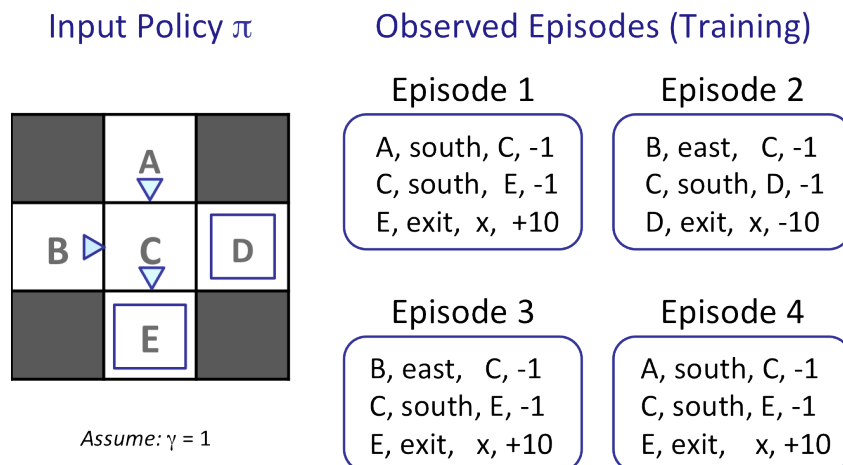 Input Policy π
Observed Episodes (Training)
A
B
C
D
E
Assume: γ = 1
Episode 1
A, south, C, -1
C, south, E, -1
E, exit, x, +10
Episode 2
B, east, C, -1
C, south, D, -1
D, exit, x, -10
Episode 3
B, east, C, -1
C, south, E, -1
E, exit, x, +10
Episode 4
A, south, C, -1
C, south, E, -1
E, exit, x, +10